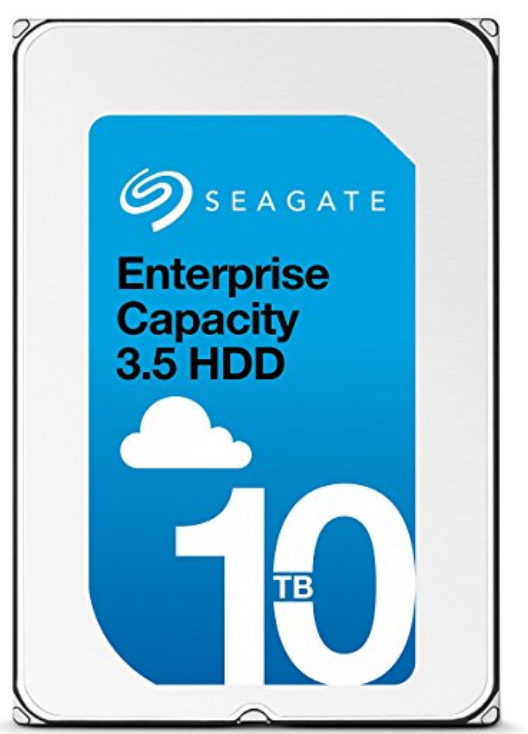 SEAGATE
Enterprise
Capacity
3.5 HDD
10
TB